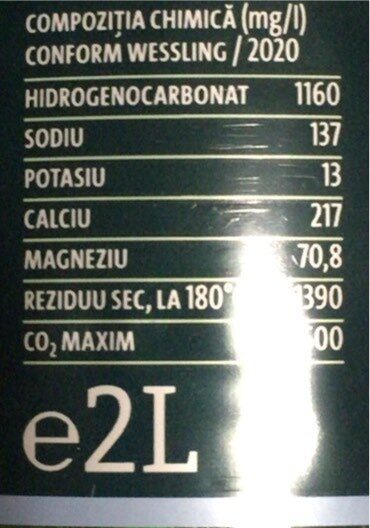 COMPOZIȚIA CHIMICĂ (mg/l)
CONFORM WESSLING / 2020
HIDROGENOCARBONAT 1160
SODIU 137
POTASIU 13
CALCIU 217
MAGNEZIU 70,8
REZIDUU SEC, LA 180°
CO₂ MAXIM
e2L